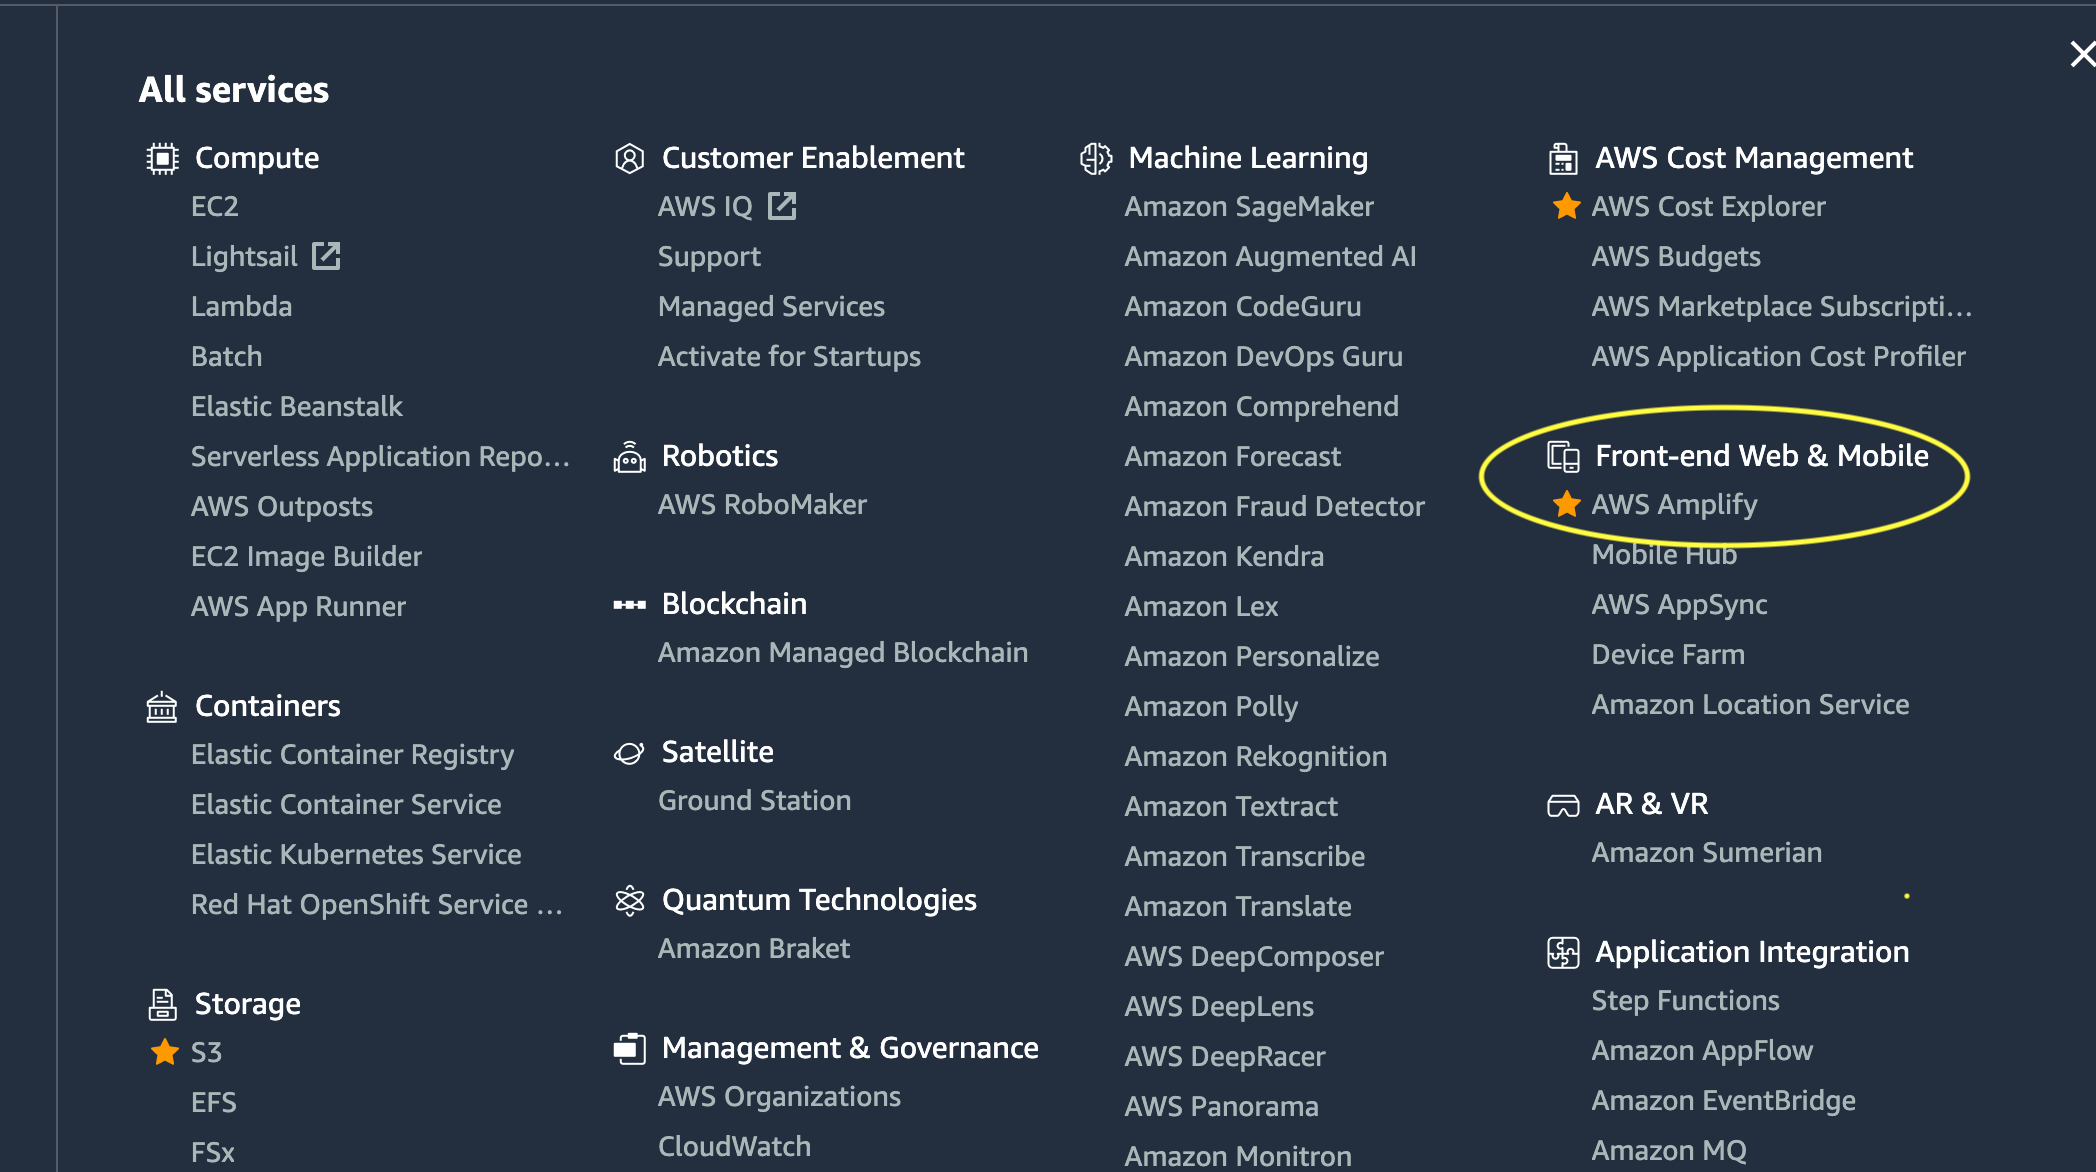 All services
Compute
EC2
Lightsail
Lambda
Batch
Elastic Beanstalk
Serverless Application Repo...
AWS Outposts
EC2 Image Builder
AWS App Runner
Containers
Elastic Container Registry
Elastic Container Service
Elastic Kubernetes Service
Red Hat OpenShift Service ...
Storage
S3
EFS
FSx
Customer Enablement
AWS IQ
Support
Managed Services
Activate for Startups
Robotics
AWS RoboMaker
Blockchain
Amazon Managed Blockchain
Satellite
Ground Station
Quantum Technologies
Amazon Braket
Management & Governance
AWS Organizations
CloudWatch
Machine Learning
Amazon SageMaker
Amazon Augmented AI
Amazon CodeGuru
Amazon DevOps Guru
Amazon Comprehend
Amazon Forecast
Amazon Fraud Detector
Amazon Kendra
Amazon Lex
Amazon Personalize
Amazon Polly
Amazon Rekognition
Amazon Textract
Amazon Transcribe
Amazon Translate
AWS DeepComposer
AWS DeepLens
AWS DeepRacer
AWS Panorama
Amazon Monitron
AWS Cost Management
AWS Cost Explorer
AWS Budgets
AWS Marketplace Subscripti...
AWS Application Cost Profiler
Front-end Web & Mobile
AWS Amplify
Mobile Hub
AWS AppSync
Device Farm
Amazon Location Service
AR & VR
Amazon Sumerian
Application Integration
Step Functions
Amazon AppFlow
Amazon EventBridge
Amazon MQ